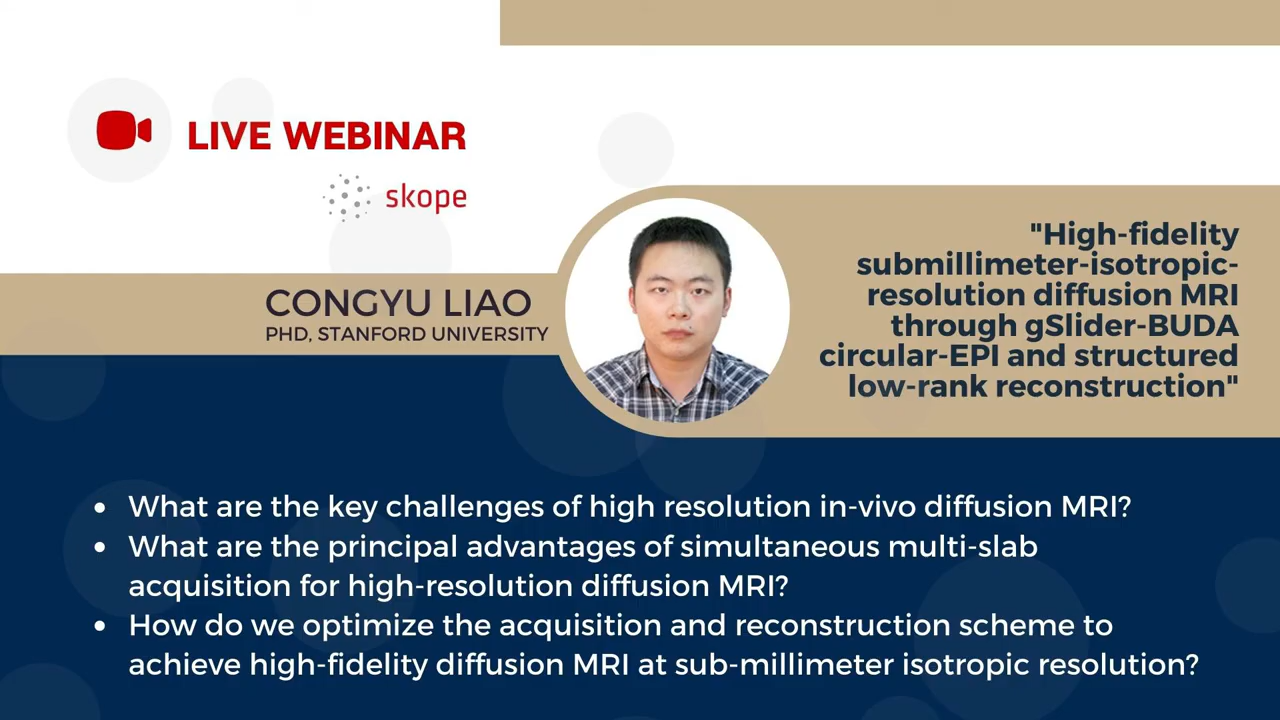 LIVE WEBINAR
skope
CONGYU LIAO
PHD, STANFORD UNIVERSITY
"High-fidelity
submillimeter-isotropic-
resolution diffusion MRI
through gSlider-BUDA
circular-EPI and structured
low-rank reconstruction"
• What are the key challenges of high resolution in-vivo diffusion MRI?
• What are the principal advantages of simultaneous multi-slab
acquisition for high-resolution diffusion MRI?
• How do we optimize the acquisition and reconstruction scheme to
achieve high-fidelity diffusion MRI at sub-millimeter isotropic resolution?